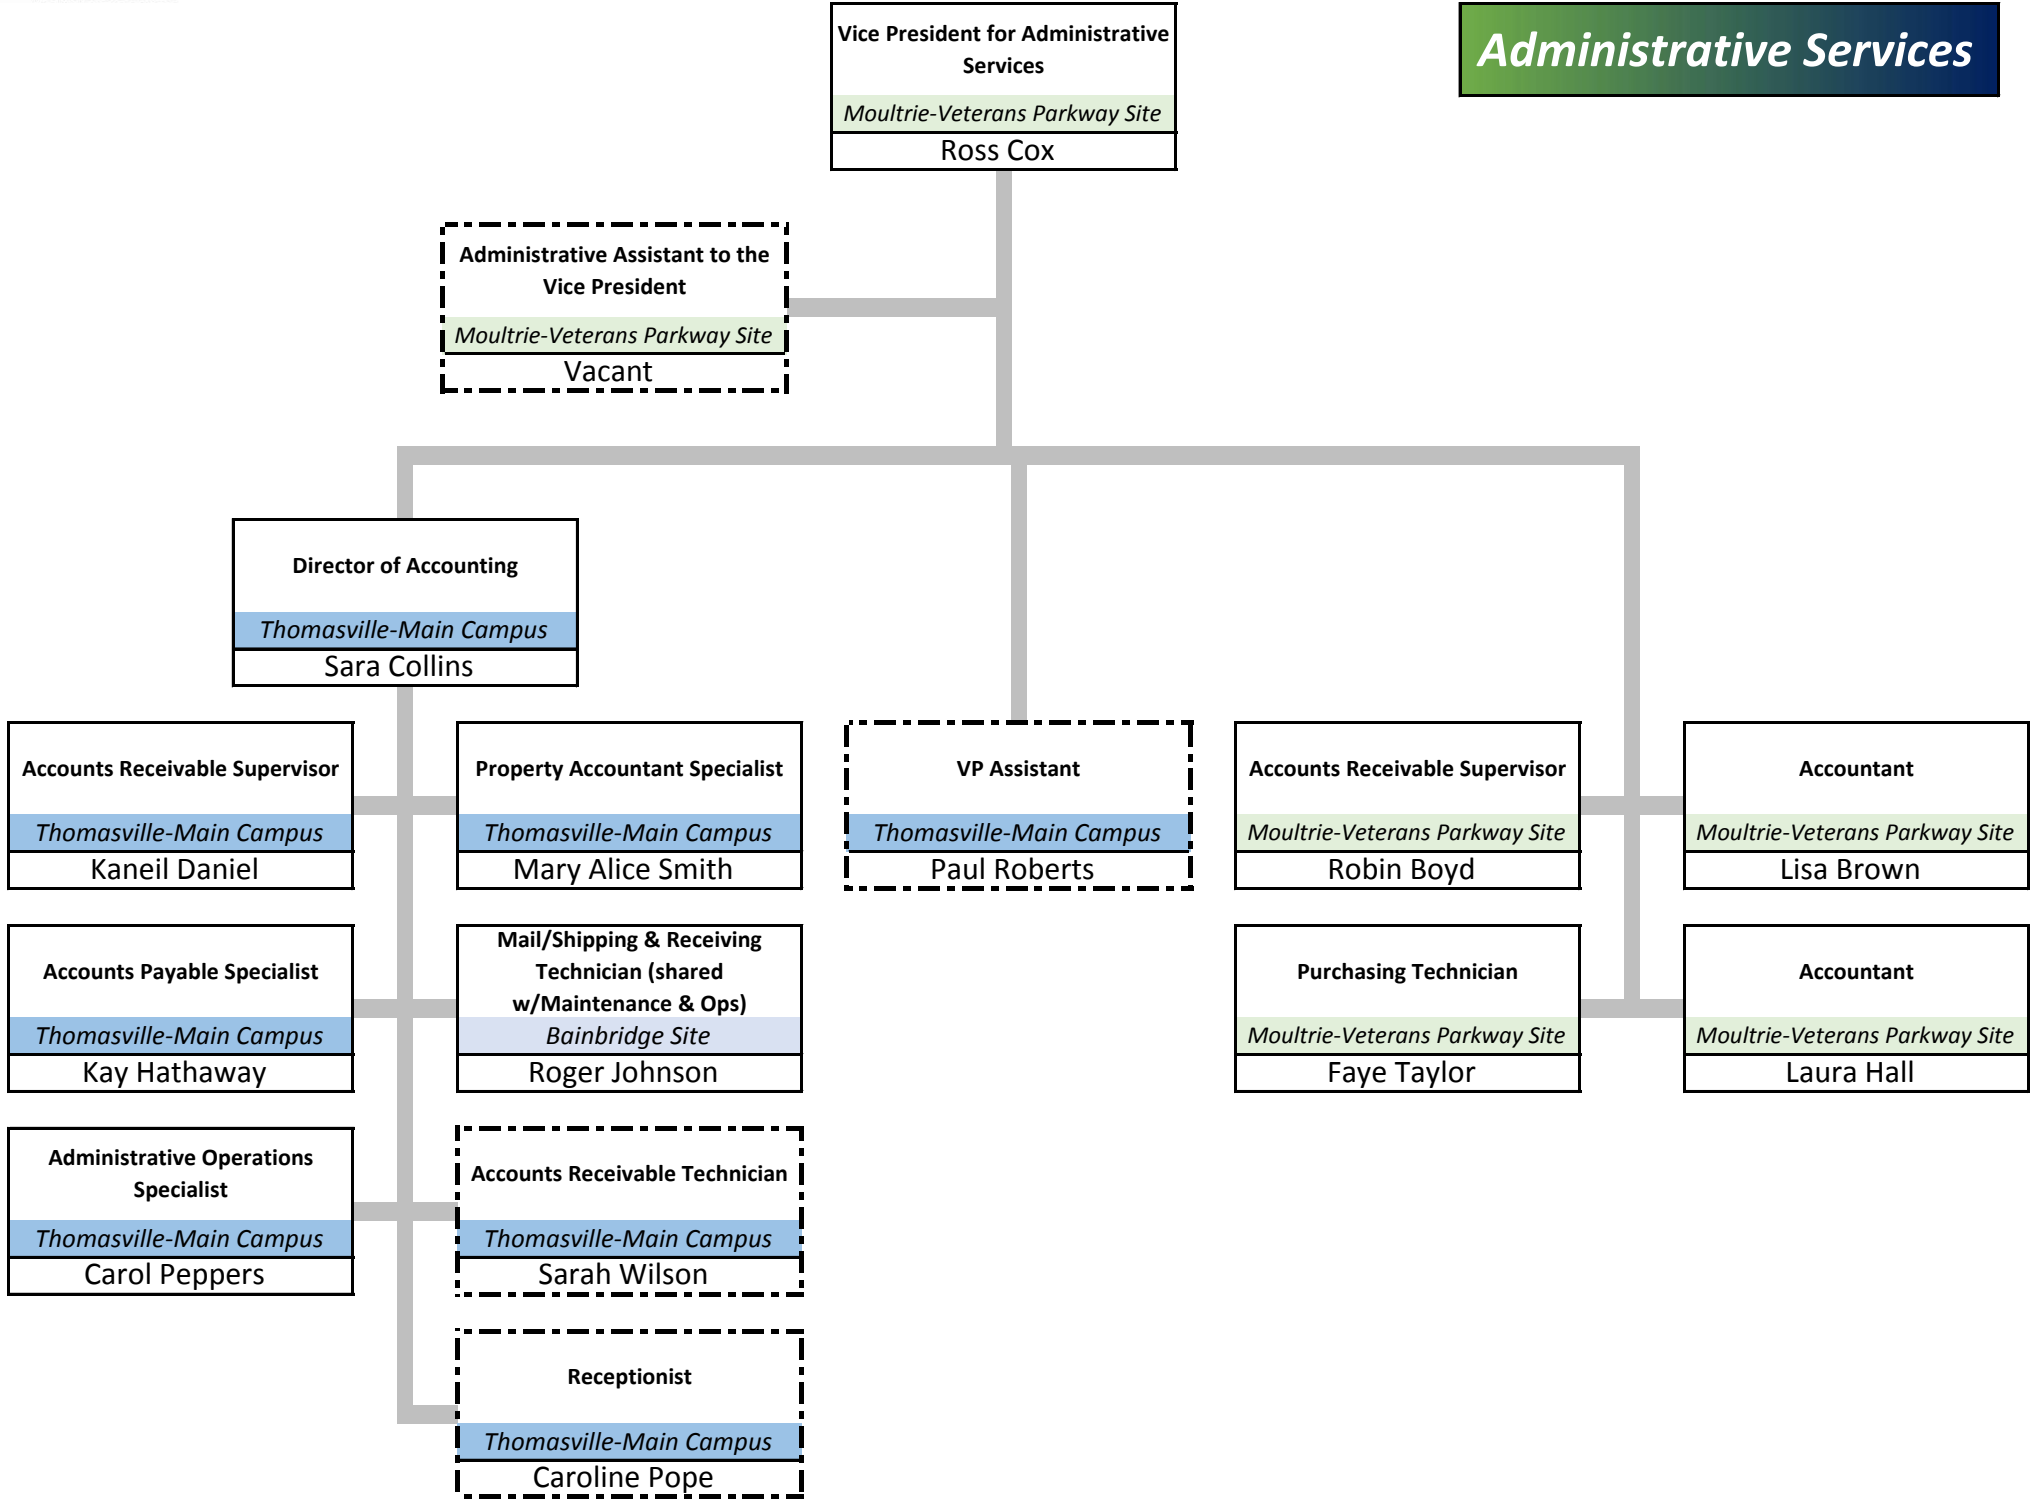 Vice President for Administrative
Services
Moultrie-Veterans Parkway Site
Ross Cox
Administrative Services
Administrative Assistant to the
Vice President
Moultrie-Veterans Parkway Site
Vacant
Director of Accounting
Thomasville-Main Campus
Sara Collins
Accounts Receivable Supervisor
Thomasville-Main Campus
Kaneil Daniel
Property Accountant Specialist
Thomasville-Main Campus
Mary Alice Smith
VP Assistant
Thomasville-Main Campus
Paul Roberts
Accounts Receivable Supervisor
Moultrie-Veterans Parkway Site
Robin Boyd
Accountant
Moultrie-Veterans Parkway Site
Lisa Brown
Accounts Payable Specialist
Thomasville-Main Campus
Kay Hathaway
Mail/Shipping & Receiving
Technician (shared
w/Maintenance & Ops)
Bainbridge Site
Roger Johnson
Purchasing Technician
Moultrie-Veterans Parkway Site
Faye Taylor
Accountant
Moultrie-Veterans Parkway Site
Laura Hall
Administrative Operations
Specialist
Thomasville-Main Campus
Carol Peppers
Accounts Receivable Technician
Thomasville-Main Campus
Sarah Wilson
Receptionist
Thomasville-Main Campus
Caroline Pope